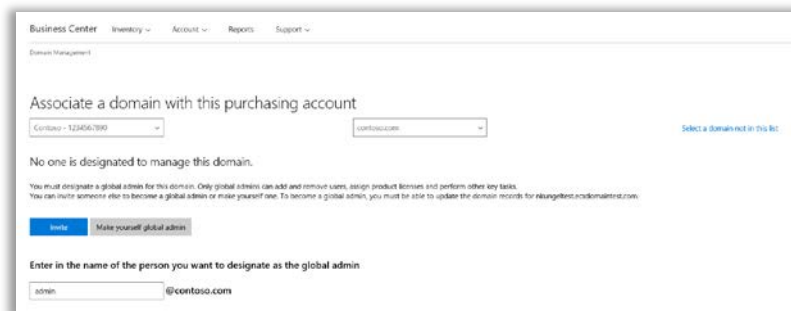 Business Center Inventory Account Reports Support
Domain Management
Associate a domain with this purchasing account
Contoso - 1234567890 contoso.com Select a domain not in this list
No one is designated to manage this domain.
You must designate a global admin for this domain. Only global admins can add and remove users, assign product licenses and perform other key tasks.
You can invite someone else to become a global admin or make yourself one. To become a global admin, you must be able to update the domain records for nkungeltest.ecadomaintest.com
Invite Make yourself global admin
Enter in the name of the person you want to designate as the global admin
admin @contoso.com